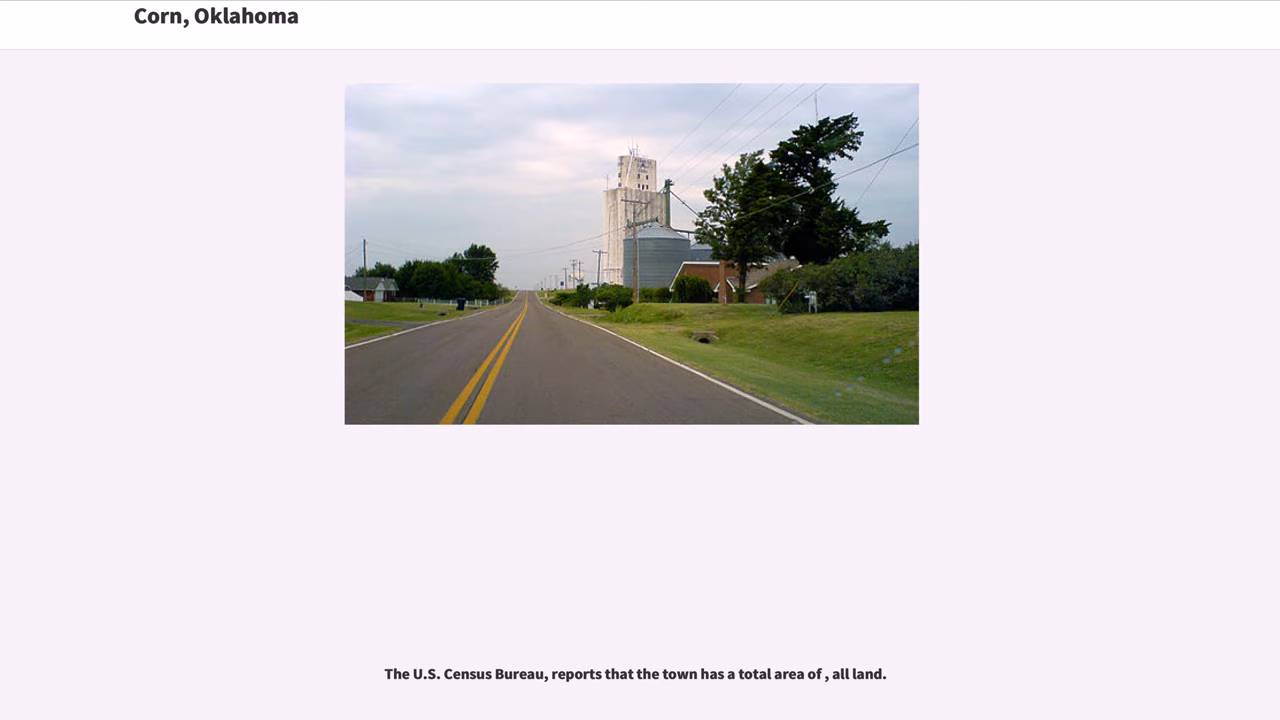 Corn, Oklahoma
The U.S. Census Bureau, reports that the town has a total area of , all land.